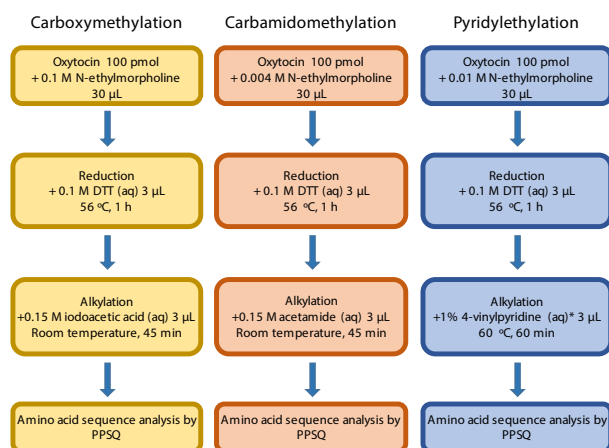 Carboxymethylation
Oxytocin 100 pmol
+ 0.1 M N-ethylmorpholine
30 µL
Reduction
+ 0.1 M DTT (aq) 3 µL
56 ºC, 1 h
Alkylation
+0.15 M iodoacetic acid (aq) 3 µL
Room temperature, 45 min
Amino acid sequence analysis by
PPSQ
Carbamidomethylation
Oxytocin 100 pmol
+ 0.004 M N-ethylmorpholine
30 µL
Reduction
+ 0.1 M DTT (aq) 3 µL
56 ºC, 1 h
Alkylation
+0.15 M acetamide (aq) 3 µL
Room temperature, 45 min
Amino acid sequence analysis by
PPSQ
Pyridylethylation
Oxytocin 100 pmol
+ 0.01 M N-ethylmorpholine
30 µL
Reduction
+ 0.1 M DTT (aq) 3 µL
56 ºC, 1 h
Alkylation
+1% 4-vinylpyridine (aq)* 3 µL
60 ºC, 60 min
Amino acid sequence analysis by
PPSQ